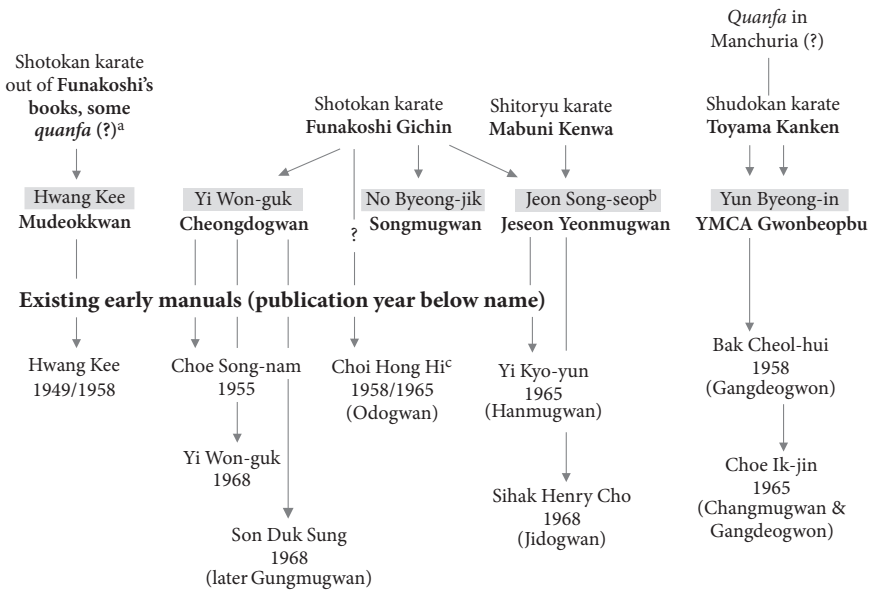 Quanfa in
Manchuria (?)
Shotokan karate
out of Funakoshi's
books, some
quanfa (?)a
Shotokan karate
Funakoshi Gichin
Shitoryu karate
Mabuni Kenwa
Shudokan karate
Toyama Kanken
Hwang Kee
Mudeokkwan
Yi Won-guk
Cheongdogwan
No Byeong-jik
Songmugwan
Jeon Song-seopb
Jeseon Yeonmugwan
Yun Byeong-in
YMCA Gwonbeopbu
?
Existing early manuals (publication year below name)
Hwang Kee
1949/1958
Choe Song-nam
1955
Yi Won-guk
1968
Son Duk Sung
1968
(later Gungmugwan)
Choi Hong Hic
1958/1965
(Odogwan)
Yi Kyo-yun
1965
(Hanmugwan)
Sihak Henry Cho
1968
(Jidogwan)
Bak Cheol-hui
1958
(Gangdeogwon)
Choe Ik-jin
1965
(Changmugwan &
Gangdeogwon)